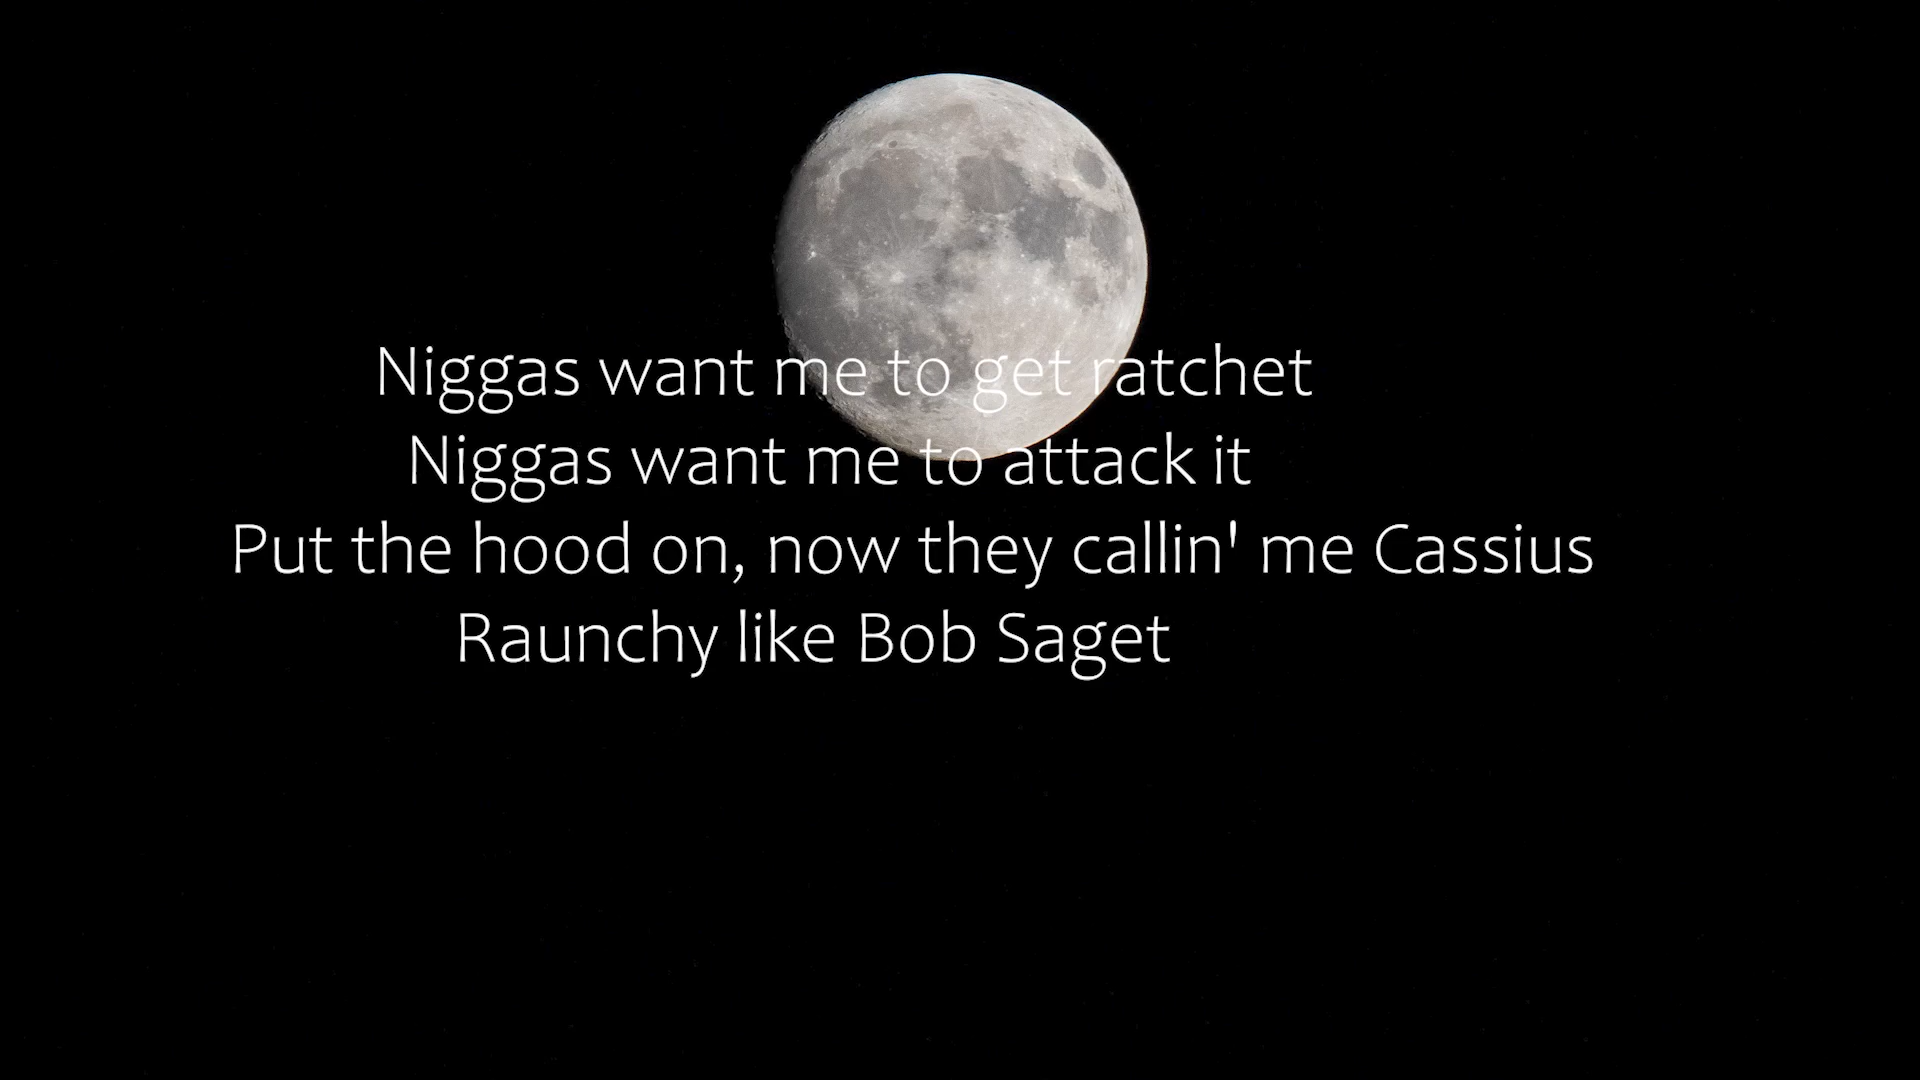 Niggas want me to get ratchet
Niggas want me to attack it
Put the hood on, now they callin' me Cassius
Raunchy like Bob Saget